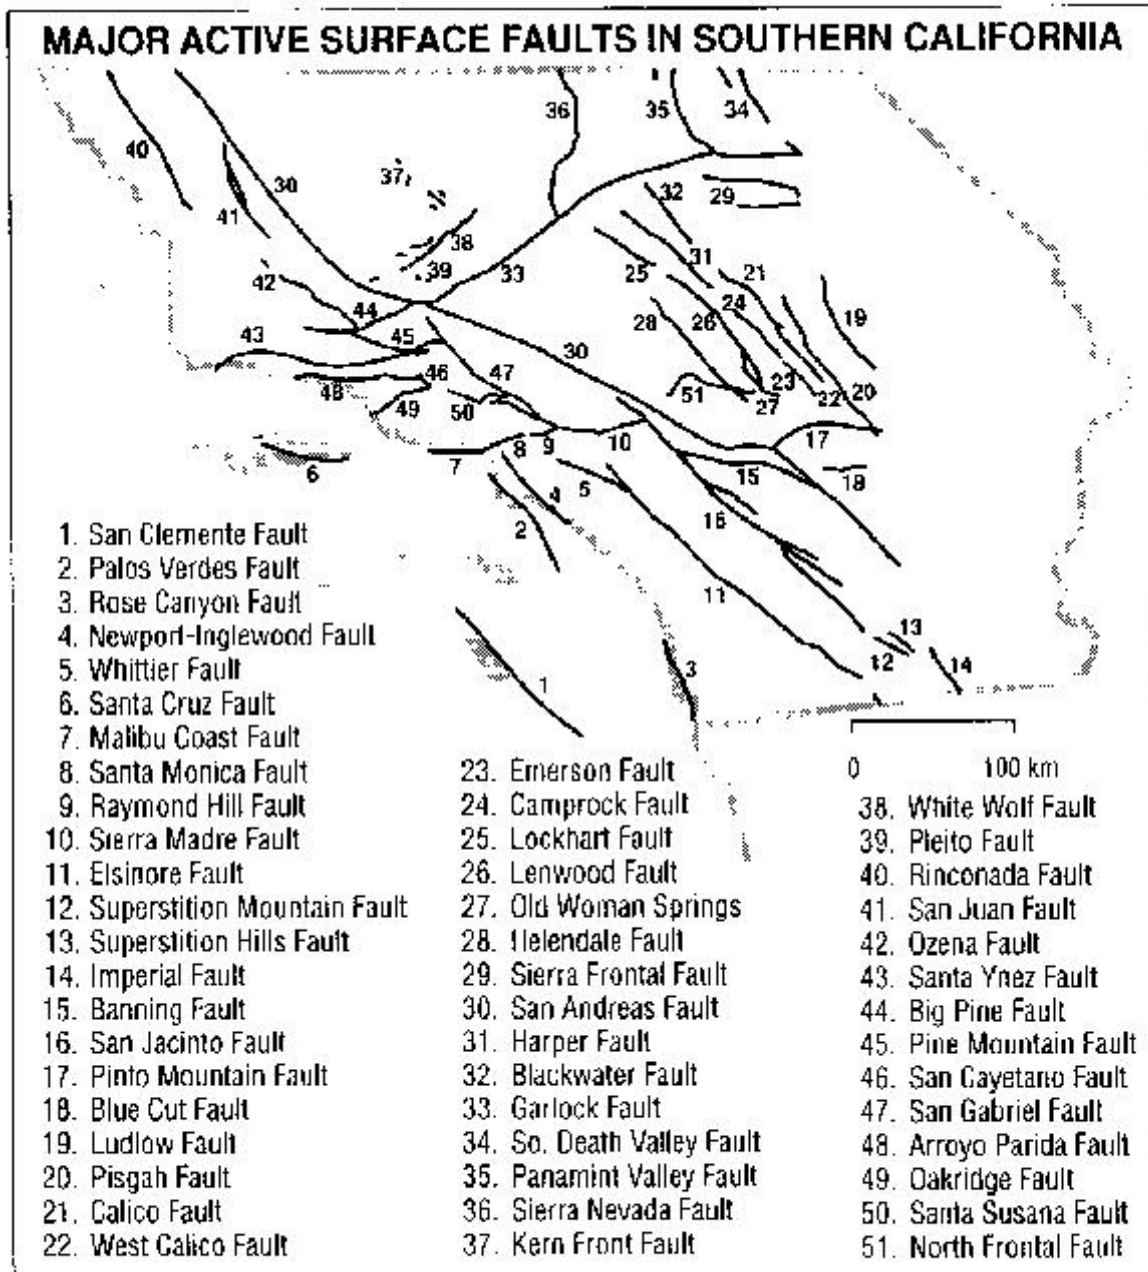 MAJOR ACTIVE SURFACE FAULTS IN SOUTHERN CALIFORNIA
36
35
34
40
37
30
32
29
41
38
31
42
39
33
25
21
44
24
19
43
45
28
26
30
46
47
23
48
49
50
51
27
22
20
8
9
10
17
6
7
15
18
5
4
16
2
11
13
12
14
3
1
0 100 km
1. San Clemente Fault
2. Palos Verdes Fault
3. Rose Canyon Fault
4. Newport-Inglewood Fault
5. Whittier Fault
6. Santa Cruz Fault
7. Malibu Coast Fault
8. Santa Monica Fault
9. Raymond Hill Fault
10. Sierra Madre Fault
11. Elsinore Fault
12. Superstition Mountain Fault
13. Superstition Hills Fault
14. Imperial Fault
15. Banning Fault
16. San Jacinto Fault
17. Pinto Mountain Fault
18. Blue Cut Fault
19. Ludlow Fault
20. Pisgah Fault
21. Calico Fault
22. West Calico Fault
23. Emerson Fault
24. Camprock Fault
25. Lockhart Fault
26. Lenwood Fault
27. Old Woman Springs
28. Helendale Fault
29. Sierra Frontal Fault
30. San Andreas Fault
31. Harper Fault
32. Blackwater Fault
33. Garlock Fault
34. So. Death Valley Fault
35. Panamint Valley Fault
36. Sierra Nevada Fault
37. Kern Front Fault
38. White Wolf Fault
39. Pleito Fault
40. Rinconada Fault
41. San Juan Fault
42. Ozena Fault
43. Santa Ynez Fault
44. Big Pine Fault
45. Pine Mountain Fault
46. San Cayetano Fault
47. San Gabriel Fault
48. Arroyo Parida Fault
49. Oakridge Fault
50. Santa Susana Fault
51. North Frontal Fault